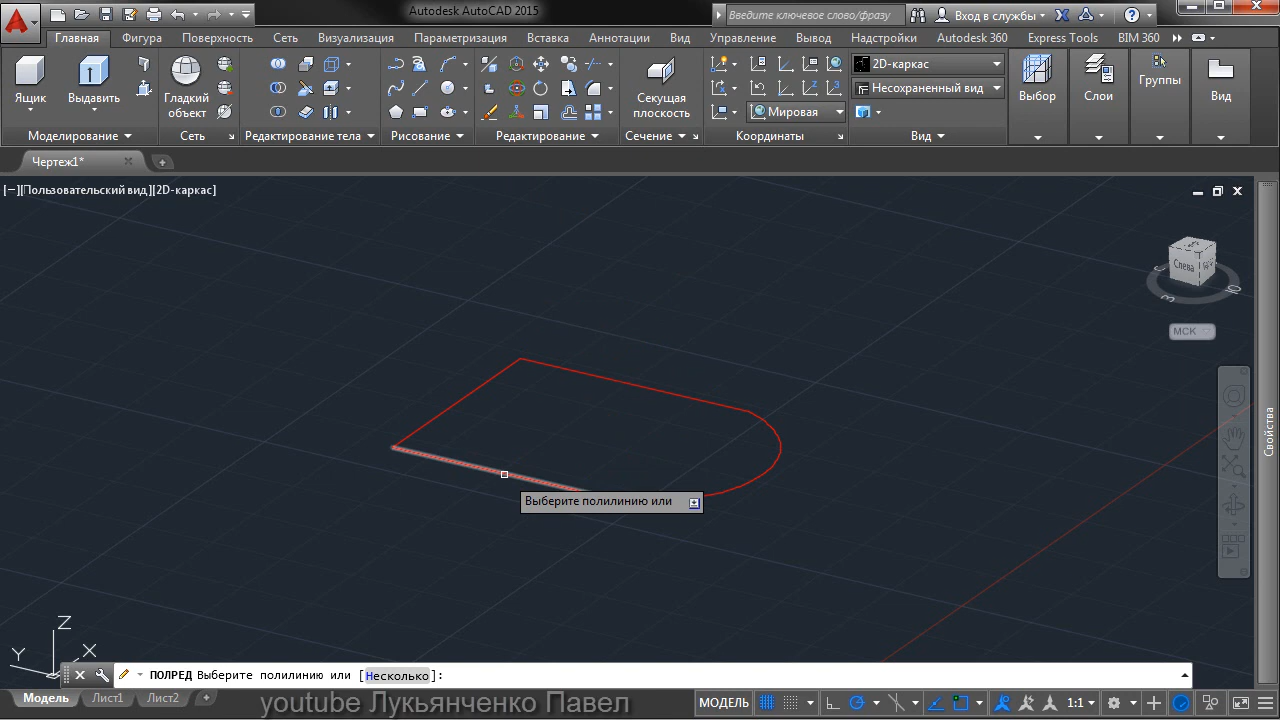 Autodesk AutoCAD 2015
Введите ключевое слово/фразу
Вход в службы
Главная Фигура Поверхность Сеть Визуализация Параметризация Вставка Аннотации Вид Управление Вывод Надстройки Autodesk 360 Express Tools BIM 360
Ящик
Выдавить
Гладкий объект
Секущая плоскость
Мировая
2D-каркас
Несохраненный вид
Выбор
Слои
Группы
Вид
Моделирование Сеть Редактирование тела Рисование Редактирование Сечение Координаты Вид
Чертеж1*
[−][Пользовательский вид][2D-каркас]
Слева
З
Ю
МСК
Свойства
Выберите полилинию или
Z
Y
X
ПОЛРЕД Выберите полилинию или [Несколько]:
Модель Лист1 Лист2
youtube Лукьянченко Павел
МОДЕЛЬ
1:1